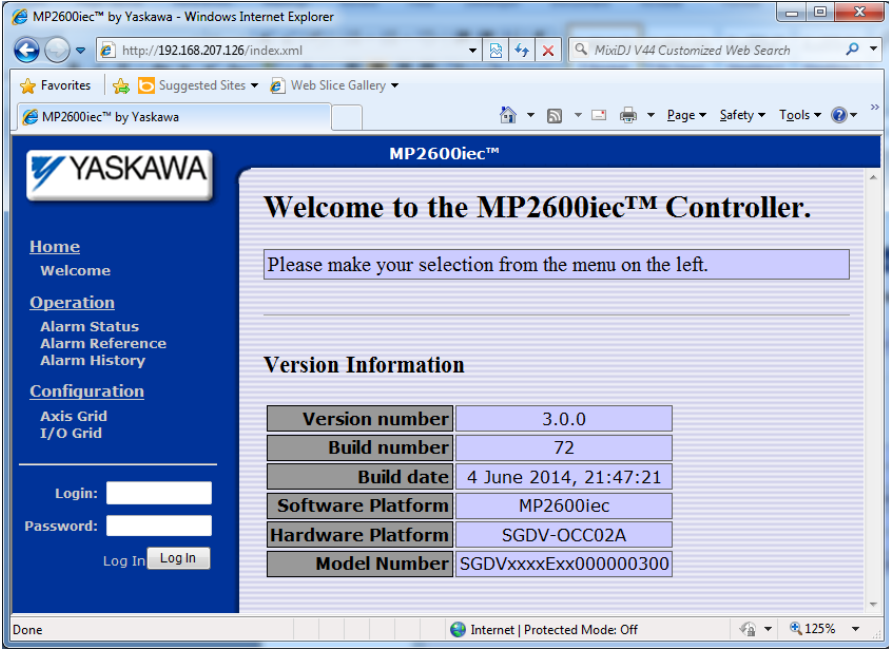 MP2600iec™ by Yaskawa - Windows Internet Explorer
http://192.168.207.126/index.xml
MixiDJ V44 Customized Web Search
Favorites Suggested Sites Web Slice Gallery
MP2600iec™ by Yaskawa
Page Safety Tools
MP2600iec™
YASKAWA
Home
Welcome
Operation
Alarm Status
Alarm Reference
Alarm History
Configuration
Axis Grid
I/O Grid
Login:
Password:
Log In Log In
Welcome to the MP2600iec™ Controller.
Please make your selection from the menu on the left.
Version Information
Version number 3.0.0
Build number 72
Build date 4 June 2014, 21:47:21
Software Platform MP2600iec
Hardware Platform SGDV-OCC02A
Model Number SGDVxxxxExx000000300
Done
Internet | Protected Mode: Off
125%